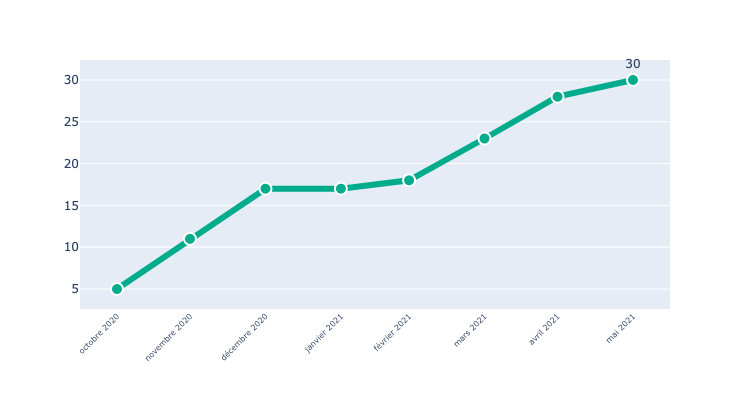 30
30
25
20
15
10
5
octobre 2020
novembre 2020
décembre 2020
janvier 2021
février 2021
mars 2021
avril 2021
mai 2021